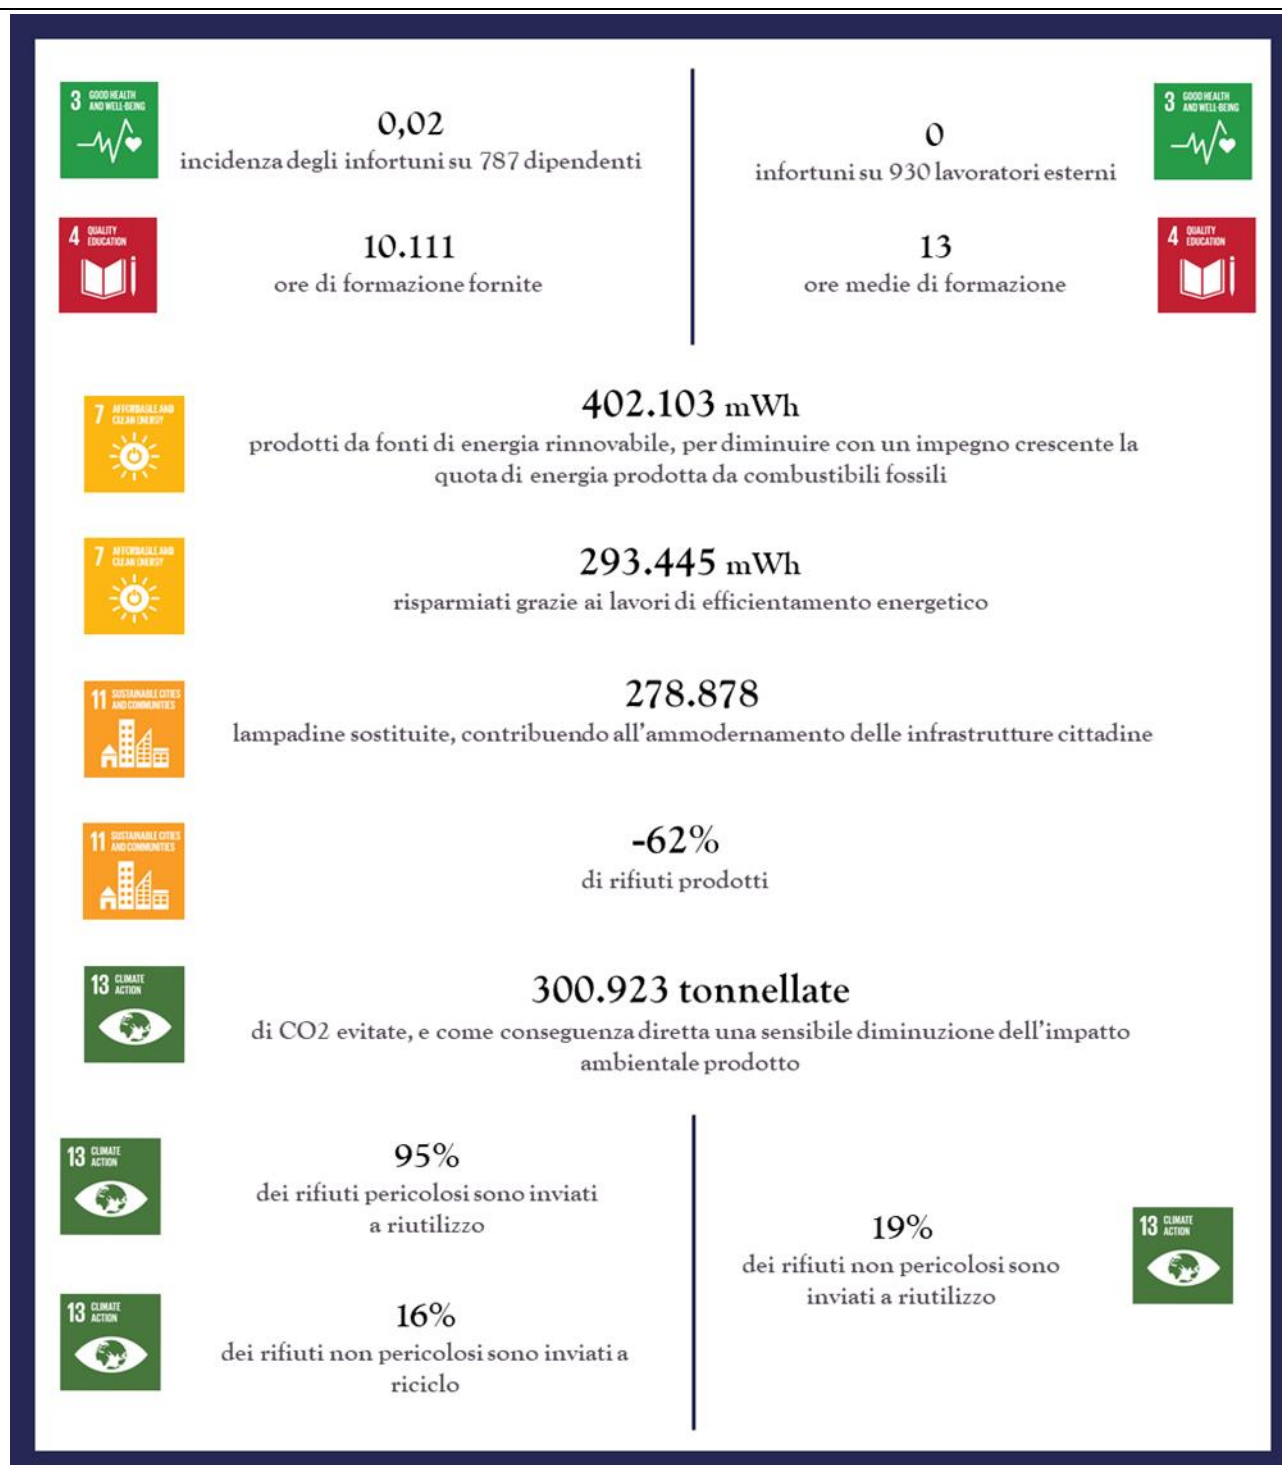 3 GOOD HEALTH
AND WELL-BEING
0,02
incidenza degli infortuni su 787 dipendenti
3 GOOD HEALTH
AND WELL-BEING
0
infortuni su 930 lavoratori esterni
4 QUALITY
EDUCATION
10.111
ore di formazione fornite
4 QUALITY
EDUCATION
13
ore medie di formazione
7 AFFORDABLE AND
CLEAN ENERGY
402.103 mWh
prodotti da fonti di energia rinnovabile, per diminuire con un impegno crescente la
quota di energia prodotta da combustibili fossili
7 AFFORDABLE AND
CLEAN ENERGY
293.445 mWh
risparmiati grazie ai lavori di efficientamento energetico
11 SUSTAINABLE CITIES
AND COMMUNITIES
278.878
lampadine sostituite, contribuendo all'ammodernamento delle infrastrutture cittadine
11 SUSTAINABLE CITIES
AND COMMUNITIES
-62%
di rifiuti prodotti
13 CLIMATE
ACTION
300.923 tonnellate
di CO2 evitate, e come conseguenza diretta una sensibile diminuzione dell'impatto
ambientale prodotto
13 CLIMATE
ACTION
95%
dei rifiuti pericolosi sono inviati
a riutilizzo
13 CLIMATE
ACTION
16%
dei rifiuti non pericolosi sono inviati a
riciclo
19%
dei rifiuti non pericolosi sono
inviati a riutilizzo
13 CLIMATE
ACTION